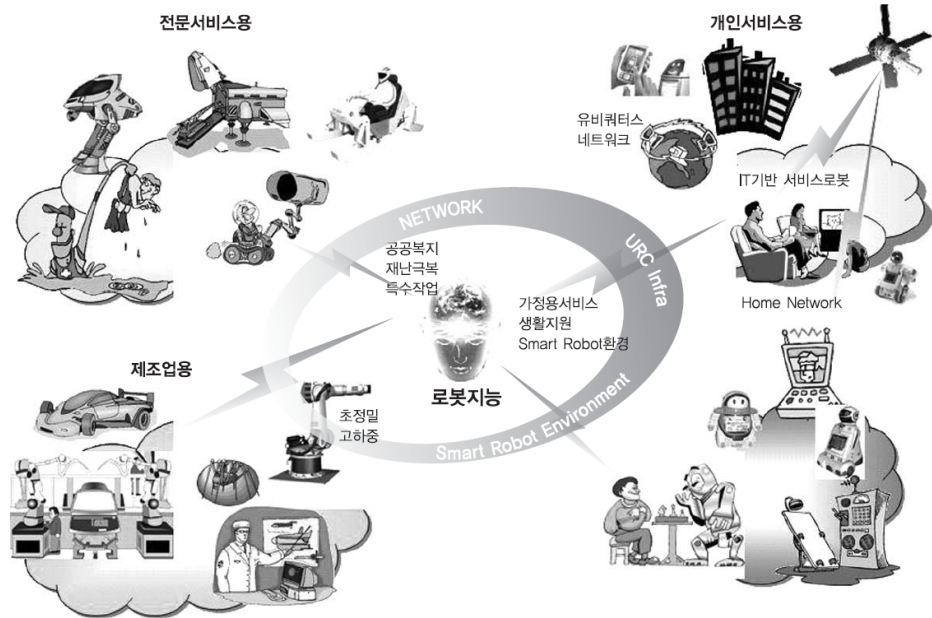 전문서비스용
개인서비스용
유비쿼터스
네트워크
IT기반 서비스로봇
NETWORK
URC Infra
공공복지
재난극복
특수작업
가정용서비스
생활지원
Smart Robot환경
Home Network
제조업용
로봇지능
초정밀
고하중
Smart Robot Environment